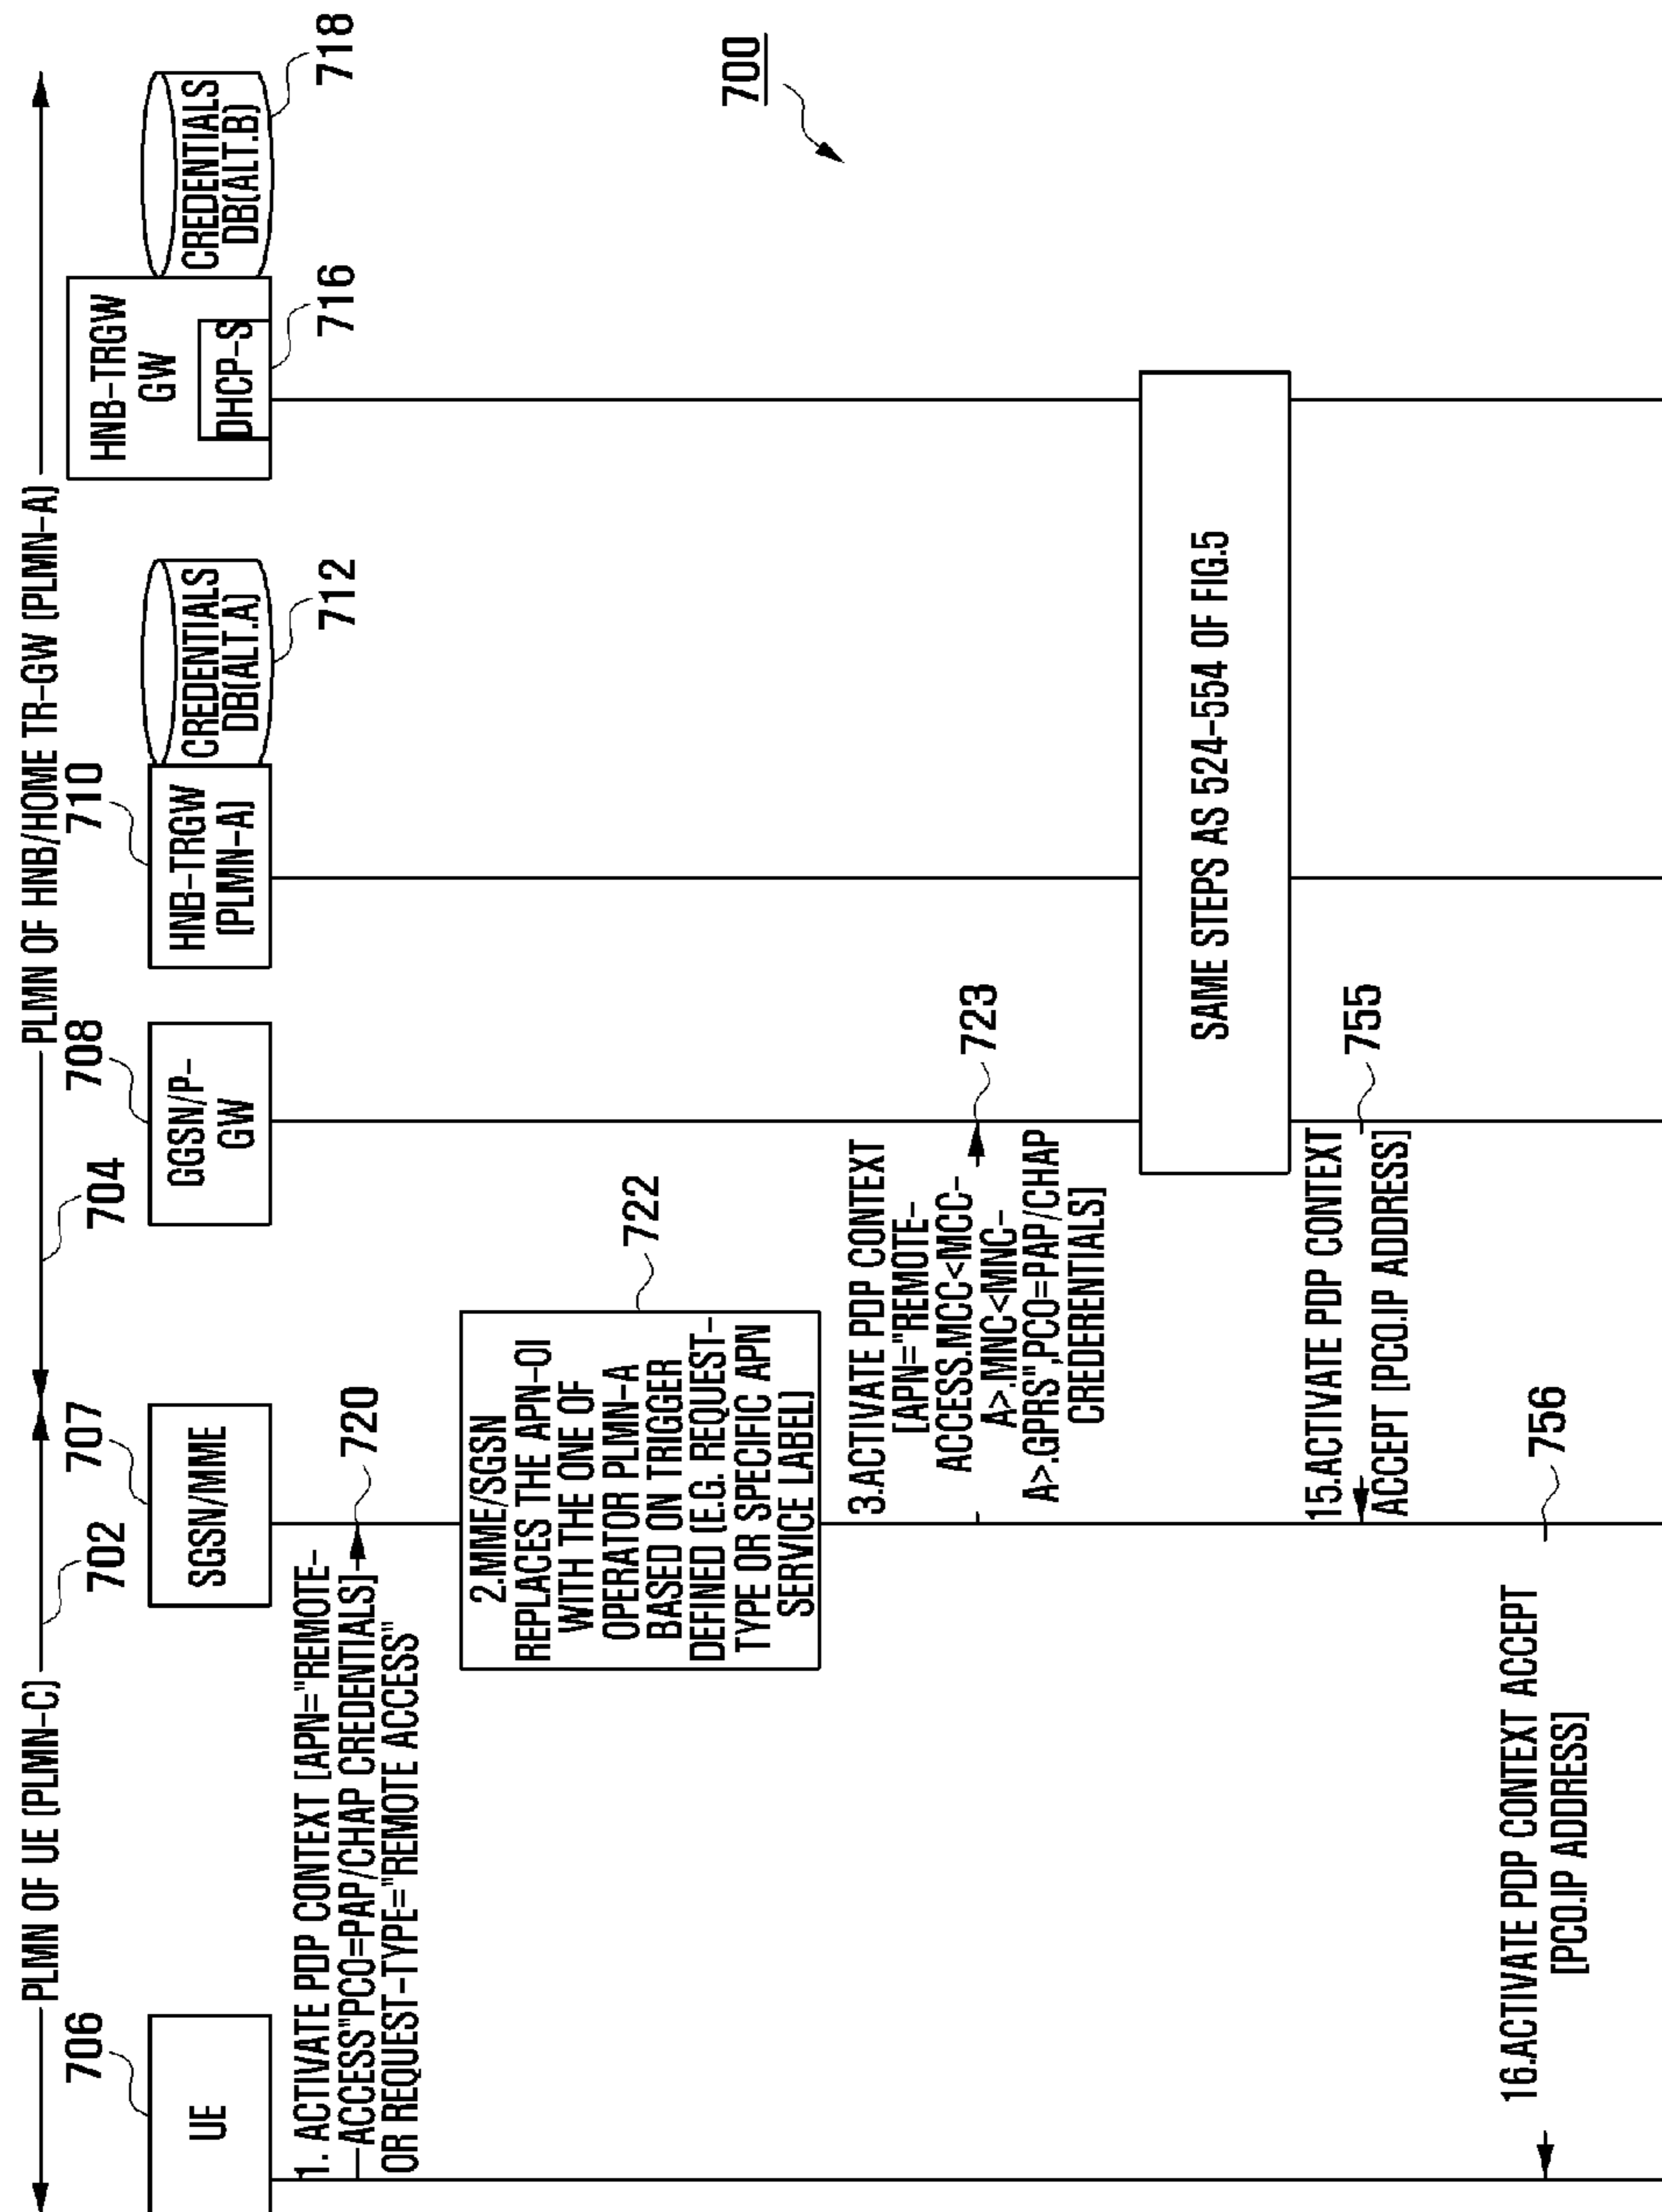 PLMN OF UE (PLMN-C)
PLMN OF HNB/HOME TR-GW (PLMN-A)
702
704
706
UE
707
SGSN/MME
708
GGSN/P-
GW
710
HNB-TRGW
(PLMN-A)
CREDENTIALS
DB(ALT.A)
712
HNB-TRGW
GW
DHCP-S
716
CREDENTIALS
DB(ALT.B)
718
700
1. ACTIVATE PDP CONTEXT [APN="REMOTE-
ACCESS"PCO=PAP/CHAP CREDENTIALS]
OR REQUEST-TYPE="REMOTE ACCESS"
720
2.MME/SGSN
REPLACES THE APN-OI
WITH THE ONE OF
OPERATOR PLMN-A
BASED ON TRIGGER
DEFINED (E.G. REQUEST-
TYPE OR SPECIFIC APN
SERVICE LABEL)
722
3.ACTIVATE PDP CONTEXT
[APN="REMOTE-
ACCESS.MCC<MCC-
A>.MNC<MNC-
A>.GPRS",PCO=PAP/CHAP
CREDERENTIALS]
723
SAME STEPS AS 524-554 OF FIG.5
15.ACTIVATE PDP CONTEXT
ACCEPT [PCO.IP ADDRESS]
755
16.ACTIVATE PDP CONTEXT ACCEPT
[PCO.IP ADDRESS]
756